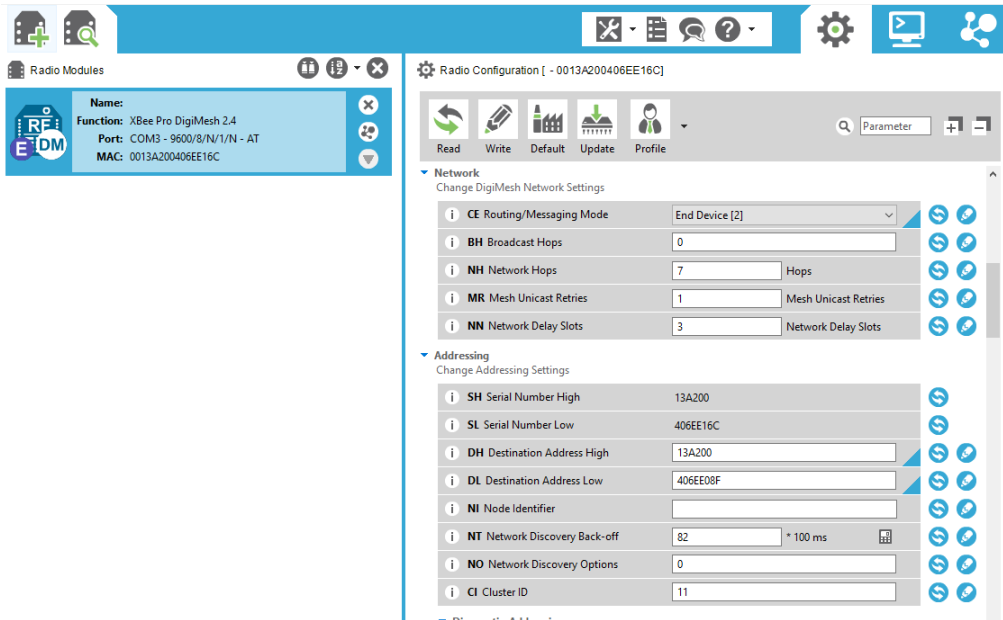 Radio Modules
Name:
Function: XBee Pro DigiMesh 2.4
Port: COM3 - 9600/8/N/1/N - AT
MAC: 0013A200406EE16C
RF
E
DM
Radio Configuration [ - 0013A200406EE16C]
Read Write Default Update Profile
Parameter
Network
Change DigiMesh Network Settings
i CE Routing/Messaging Mode End Device [2]
i BH Broadcast Hops 0
i NH Network Hops 7 Hops
i MR Mesh Unicast Retries 1 Mesh Unicast Retries
i NN Network Delay Slots 3 Network Delay Slots
Addressing
Change Addressing Settings
i SH Serial Number High 13A200
i SL Serial Number Low 406EE16C
i DH Destination Address High 13A200
i DL Destination Address Low 406EE08F
i NI Node Identifier
i NT Network Discovery Back-off 82 * 100 ms
i NO Network Discovery Options 0
i CI Cluster ID 11